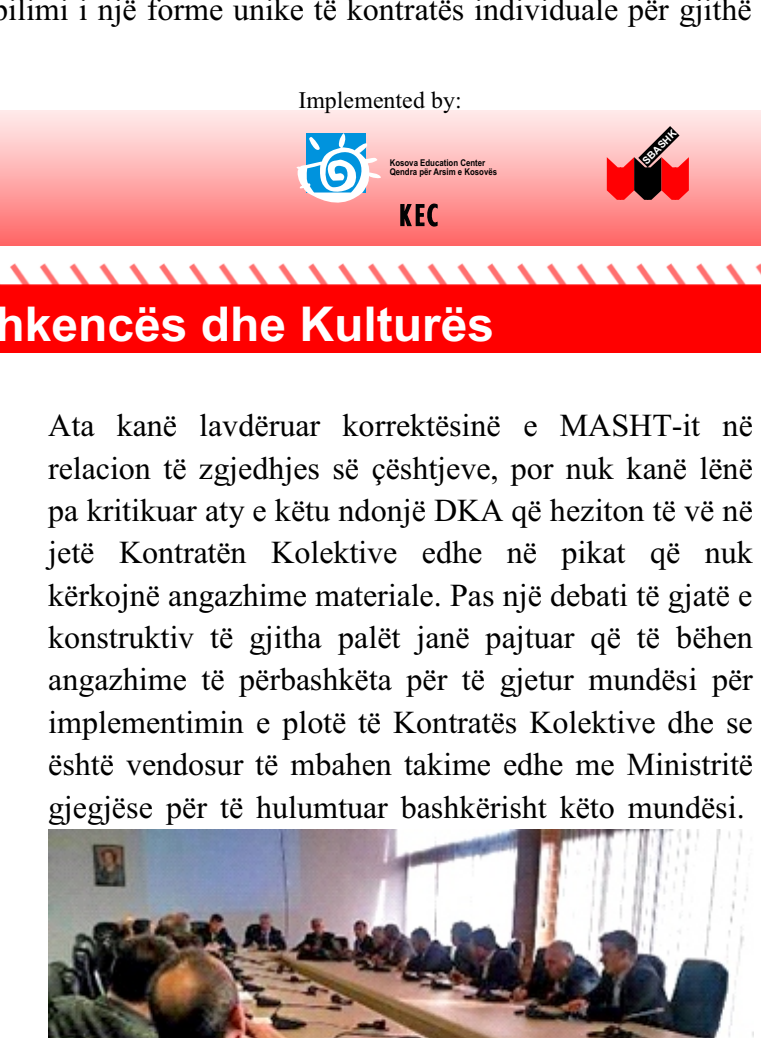 pilimi i një forme unike të kontratës individuale për gjithë
Implemented by:
Kosova Education Center
Qendra për Arsim e Kosovës
KEC
SBASHK
hkencës dhe Kulturës
Ata kanë lavdëruar korrektësinë e MASHT-it në
relacion të zgjedhjes së çështjeve, por nuk kanë lënë
pa kritikuar aty e këtu ndonjë DKA që heziton të vë në
jetë Kontratën Kolektive edhe në pikat që nuk
kërkojnë angazhime materiale. Pas një debati të gjatë e
konstruktiv të gjitha palët janë pajtuar që të bëhen
angazhime të përbashkëta për të gjetur mundësi për
implementimin e plotë të Kontratës Kolektive dhe se
është vendosur të mbahen takime edhe me Ministritë
gjegjëse për të hulumtuar bashkërisht këto mundësi.